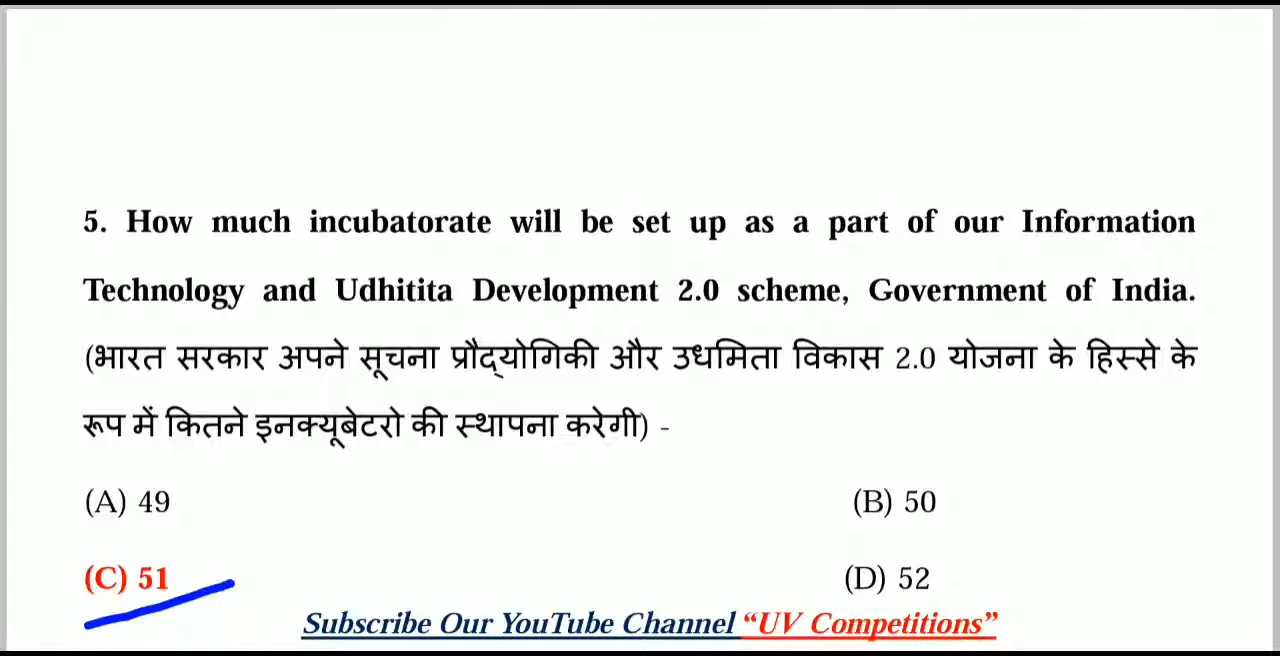 5. How much incubatorate will be set up as a part of our Information
Technology and Udhitita Development 2.0 scheme, Government of India.
(भारत सरकार अपने सूचना प्रौद्योगिकी और उधमिता विकास 2.0 योजना के हिस्से के
रूप में कितने इनक्यूबेटरो की स्थापना करेगी) -
(A) 49 (B) 50
(C) 51 (D) 52
Subscribe Our YouTube Channel “UV Competitions”